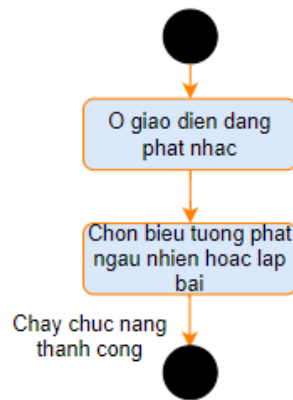 O giao dien dang
phat nhac
Chon bieu tuong phat
ngau nhien hoac lap
bai
Chay chuc nang
thanh cong